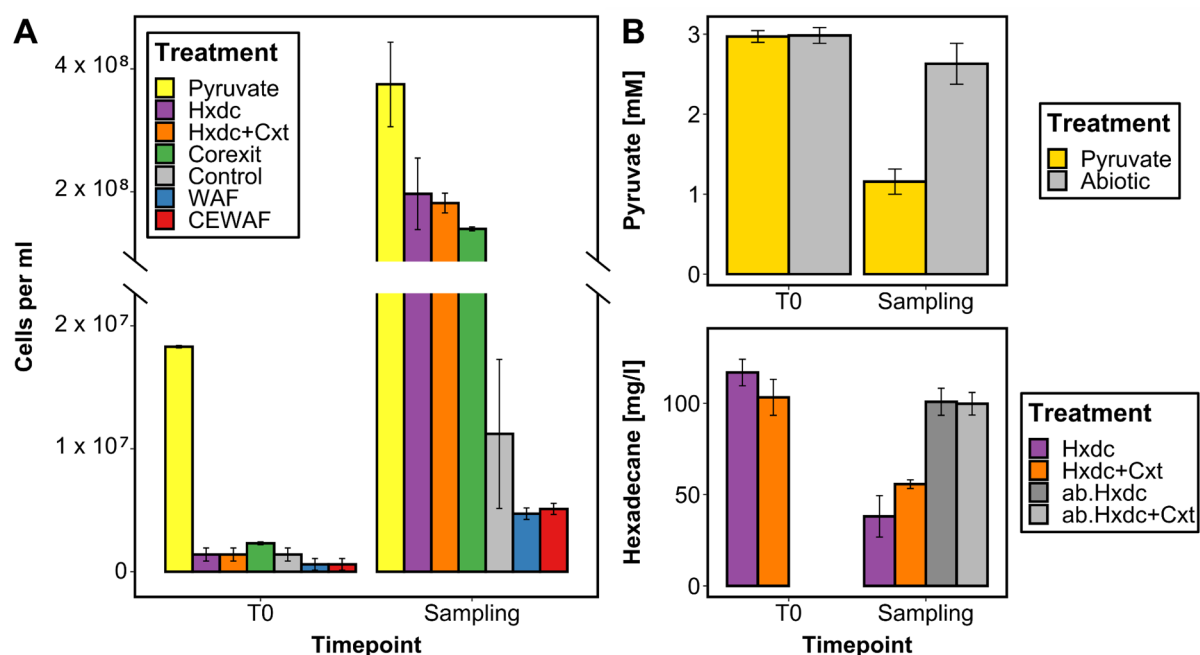 A
Treatment
Pyruvate
Hxdc
Hxdc+Cxt
Corexit
Control
WAF
CEWAF
Cells per ml
4 x 10⁸
2 x 10⁸
2 x 10⁷
1 x 10⁷
0
T0
Sampling
Timepoint
B
Pyruvate [mM]
3
2
1
0
T0
Sampling
Treatment
Pyruvate
Abiotic
Hexadecane [mg/l]
100
50
0
T0
Sampling
Timepoint
Treatment
Hxdc
Hxdc+Cxt
ab.Hxdc
ab.Hxdc+Cxt